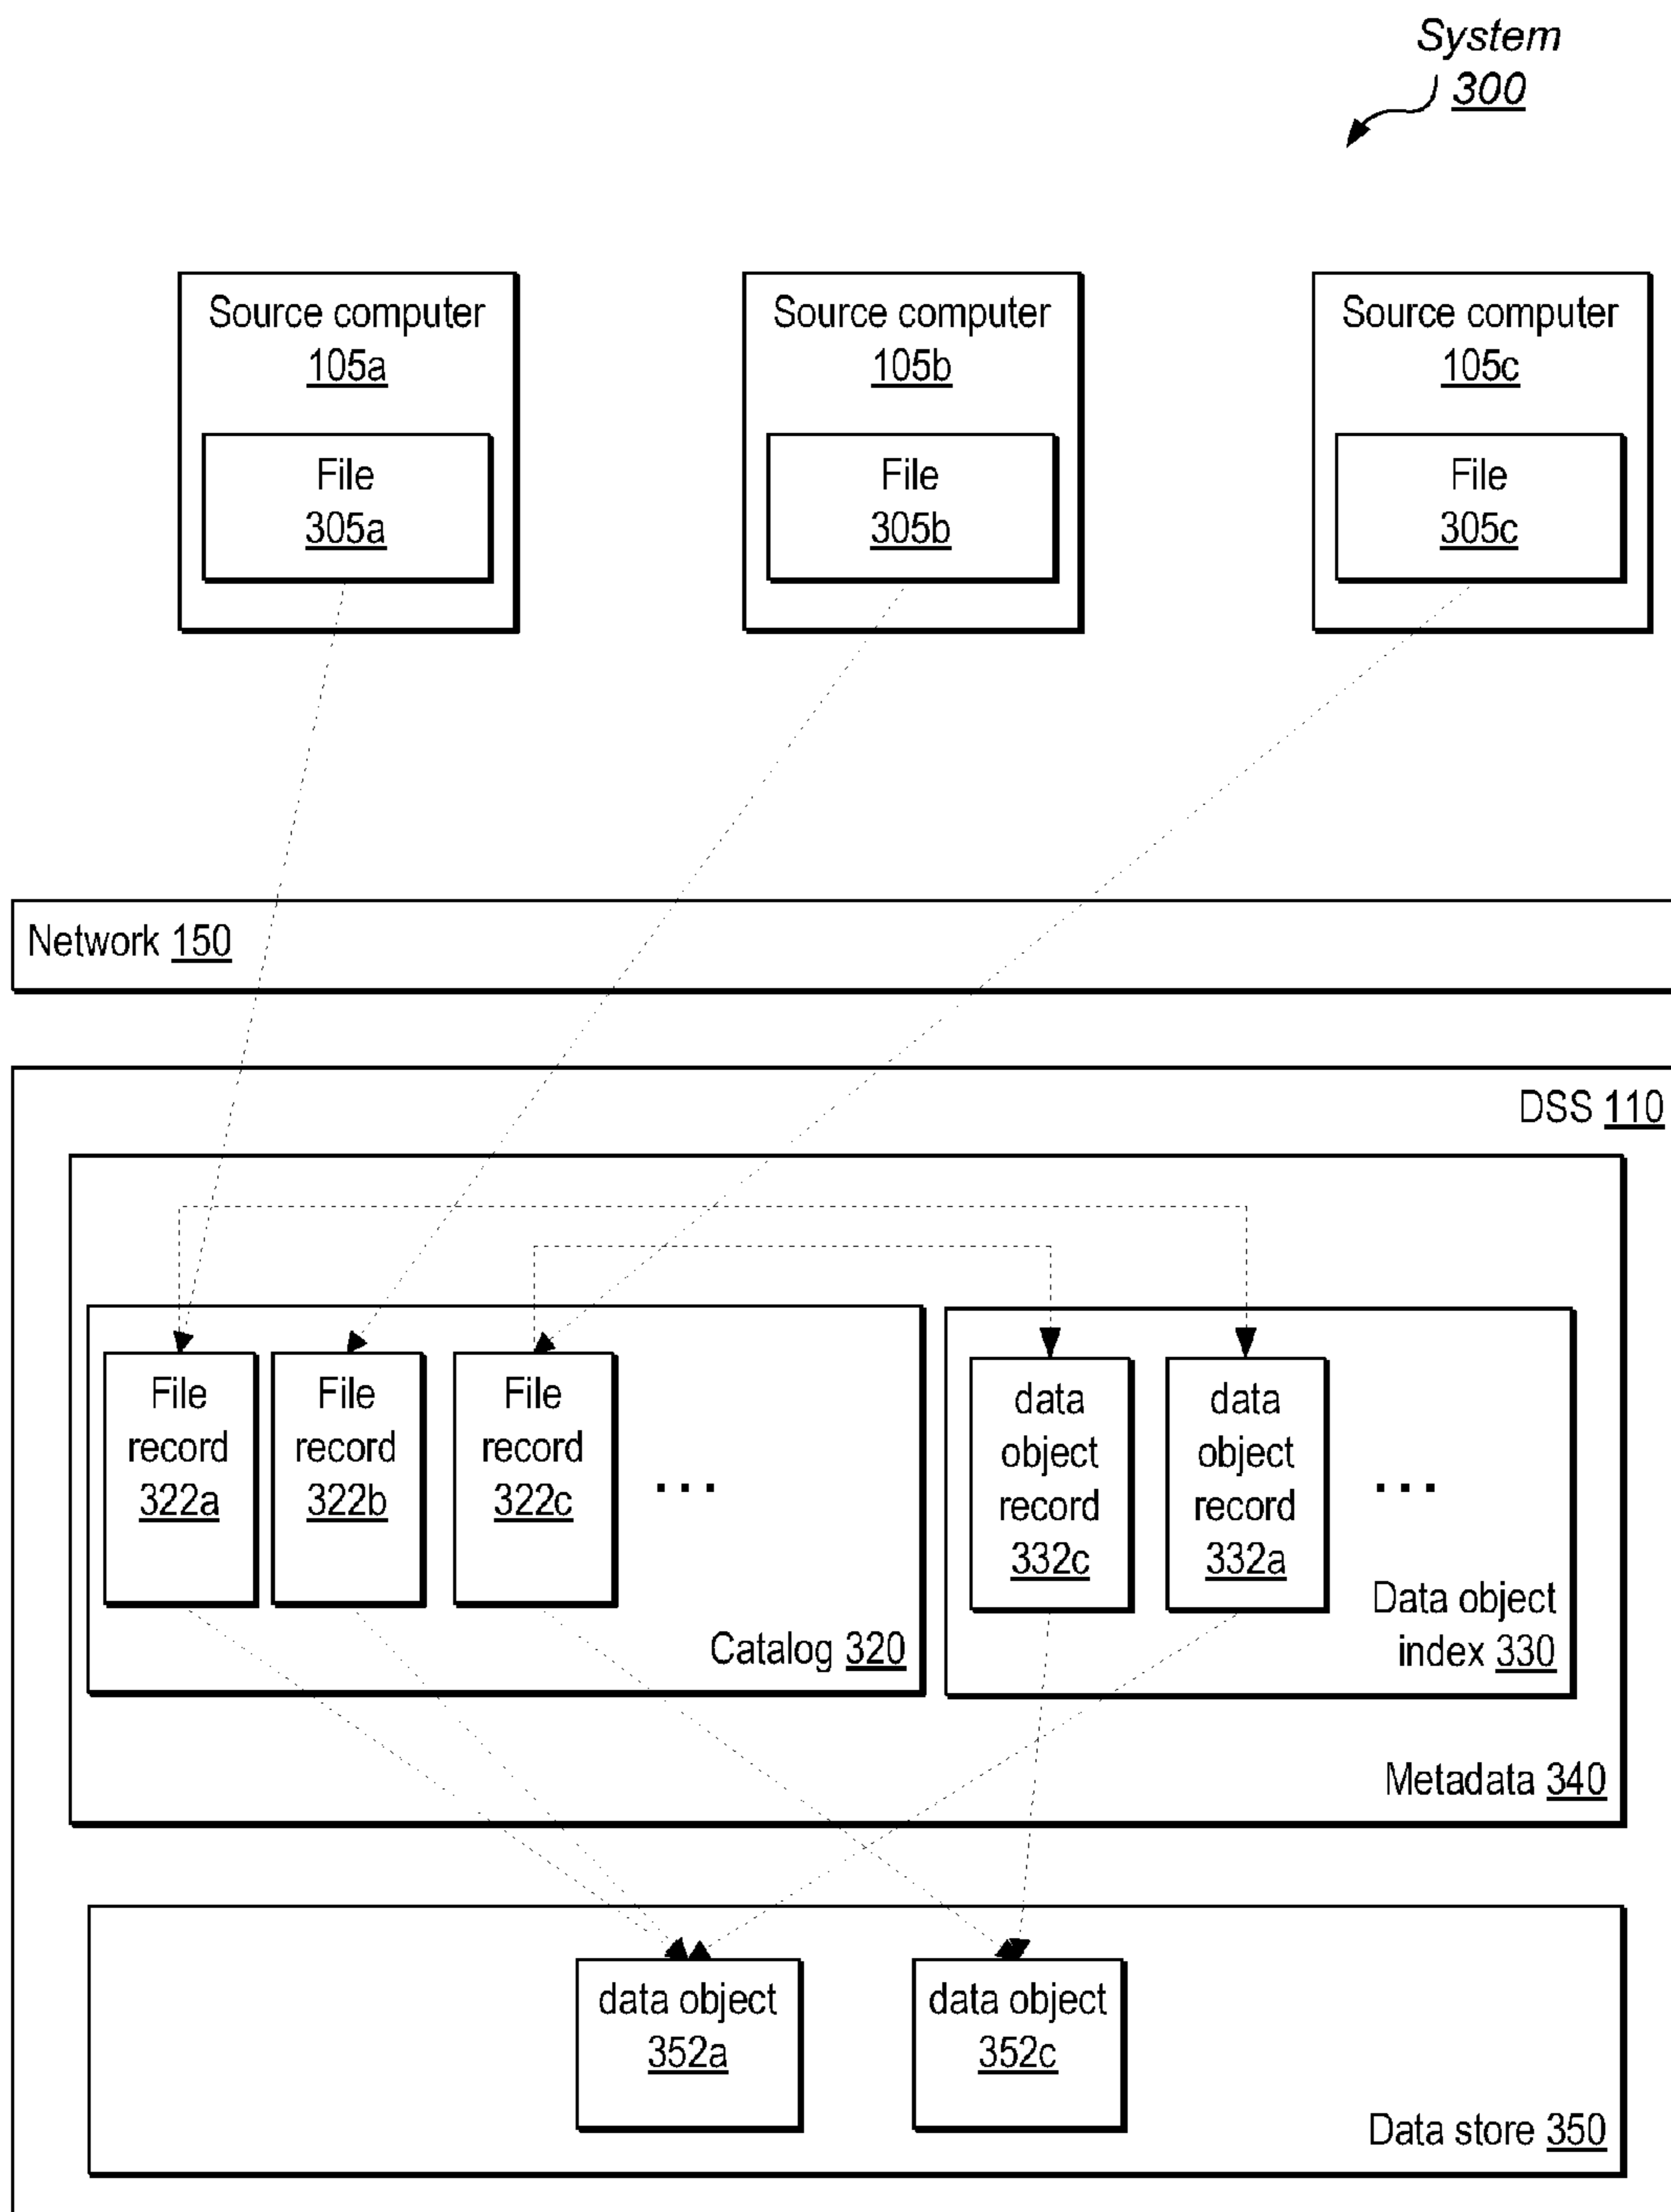 System
300
Source computer
105a
File
305a
Source computer
105b
File
305b
Source computer
105c
File
305c
Network 150
DSS 110
File
record
322a
File
record
322b
File
record
322c
...
Catalog 320
data
object
record
332c
data
object
record
332a
...
Data object
index 330
Metadata 340
data object
352a
data object
352c
Data store 350